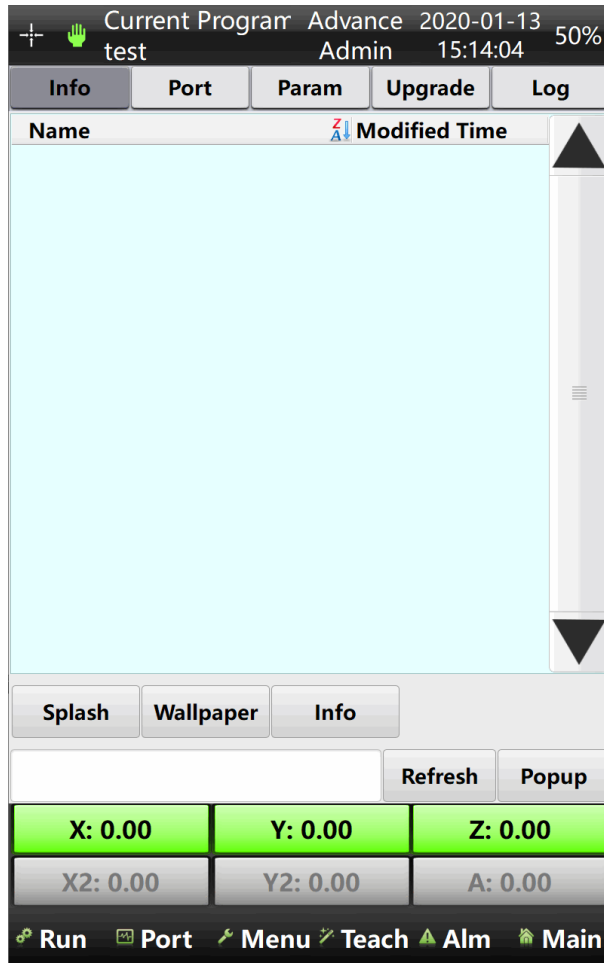 Current Program Advance 2020-01-13 50%
test Admin 15:14:04
Info Port Param Upgrade Log
Name Modified Time
Splash Wallpaper Info
Refresh Popup
X: 0.00 Y: 0.00 Z: 0.00
X2: 0.00 Y2: 0.00 A: 0.00
Run Port Menu Teach Alm Main